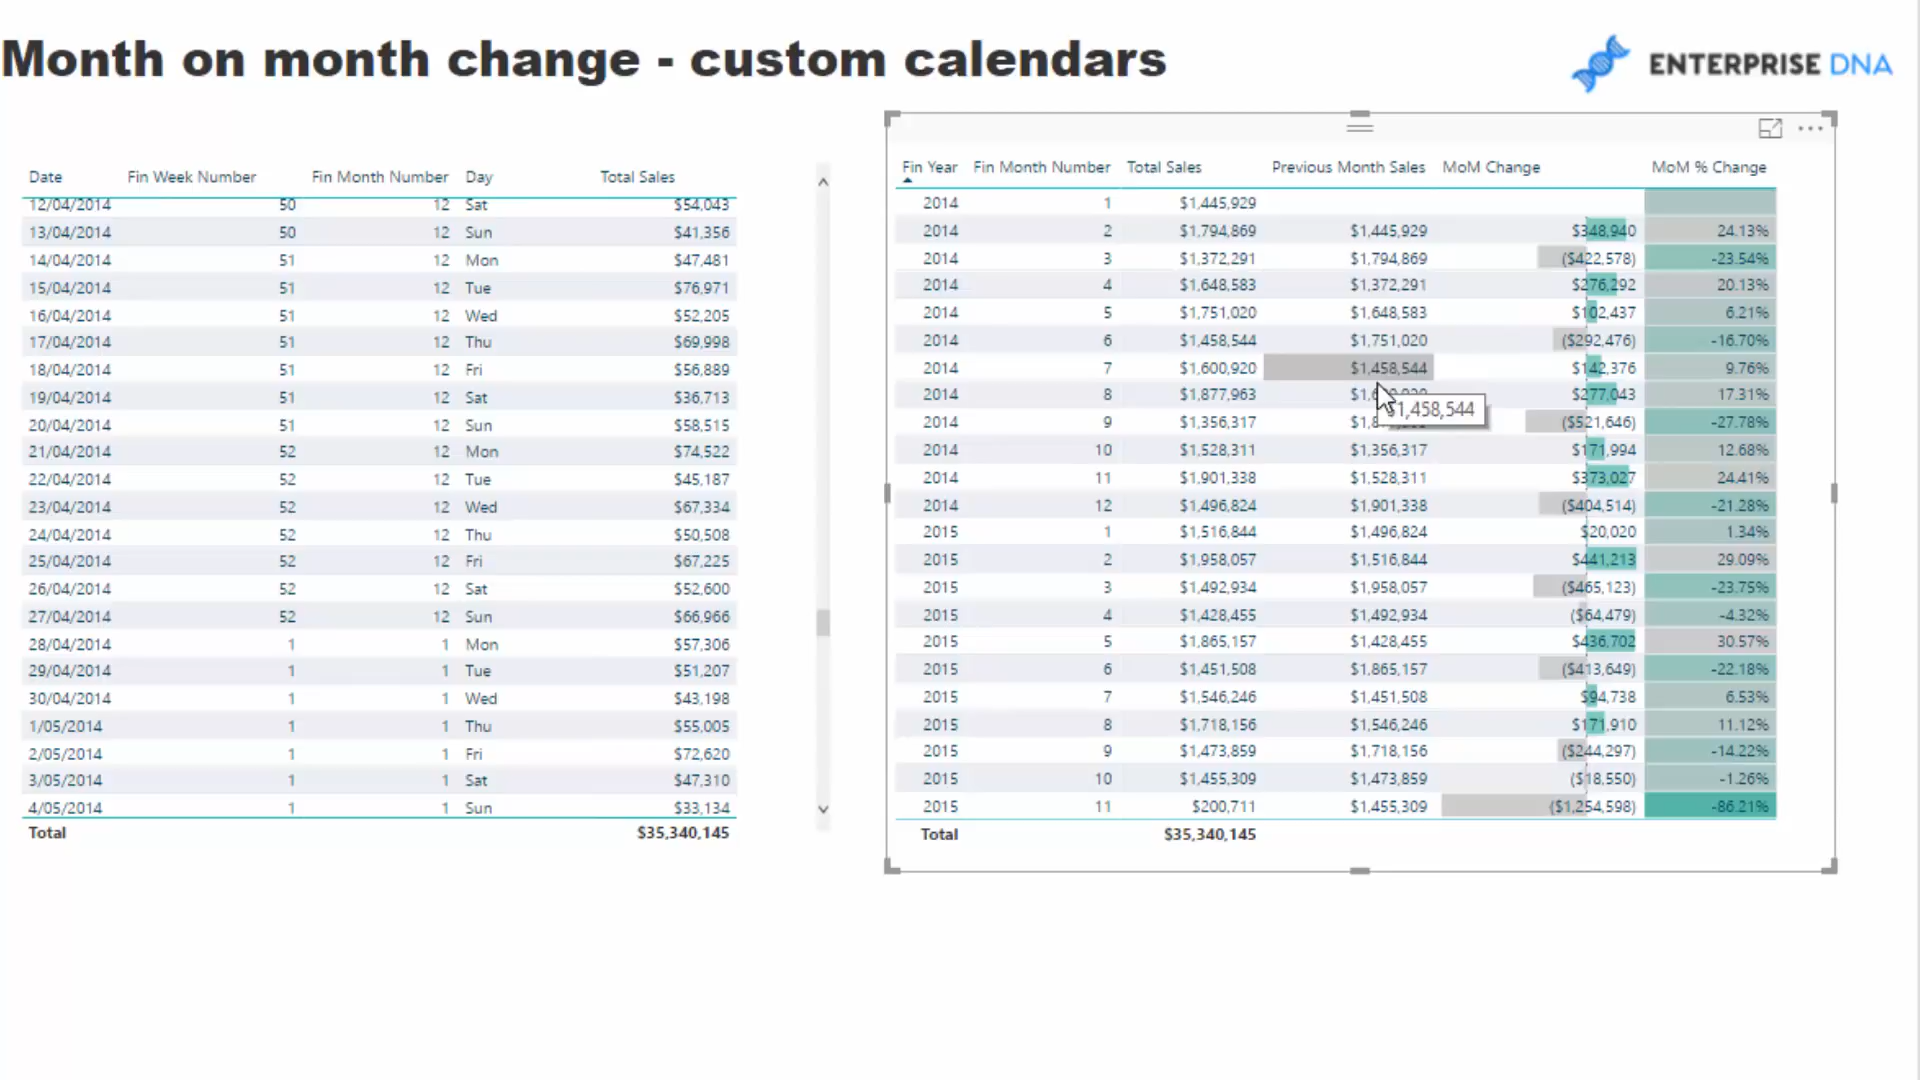 Month on month change - custom calendars
ENTERPRISE DNA
Date Fin Week Number Fin Month Number Day Total Sales
12/04/2014 50 12 Sat $54,043
13/04/2014 50 12 Sun $41,356
14/04/2014 51 12 Mon $47,481
15/04/2014 51 12 Tue $76,971
16/04/2014 51 12 Wed $52,205
17/04/2014 51 12 Thu $69,998
18/04/2014 51 12 Fri $56,889
19/04/2014 51 12 Sat $36,713
20/04/2014 51 12 Sun $58,515
21/04/2014 52 12 Mon $74,522
22/04/2014 52 12 Tue $45,187
23/04/2014 52 12 Wed $67,334
24/04/2014 52 12 Thu $50,508
25/04/2014 52 12 Fri $67,225
26/04/2014 52 12 Sat $52,600
27/04/2014 52 12 Sun $66,966
28/04/2014 1 1 Mon $57,306
29/04/2014 1 1 Tue $51,207
30/04/2014 1 1 Wed $43,198
1/05/2014 1 1 Thu $55,005
2/05/2014 1 1 Fri $72,620
3/05/2014 1 1 Sat $47,310
4/05/2014 1 1 Sun $33,134
Total $35,340,145
Fin Year Fin Month Number Total Sales Previous Month Sales MoM Change MoM % Change
2014 1 $1,445,929
2014 2 $1,794,869 $1,445,929 $348,940 24.13%
2014 3 $1,372,291 $1,794,869 ($422,578) -23.54%
2014 4 $1,648,583 $1,372,291 $276,292 20.13%
2014 5 $1,751,020 $1,648,583 $102,437 6.21%
2014 6 $1,458,544 $1,751,020 ($292,476) -16.70%
2014 7 $1,600,920 $1,458,544 $142,376 9.76%
2014 8 $1,877,963 $277,043 17.31%
1,458,544
2014 9 $1,356,317 ($521,646) -27.78%
2014 10 $1,528,311 $1,356,317 $171,994 12.68%
2014 11 $1,901,338 $1,528,311 $373,027 24.41%
2014 12 $1,496,824 $1,901,338 ($404,514) -21.28%
2015 1 $1,516,844 $1,496,824 $20,020 1.34%
2015 2 $1,958,057 $1,516,844 $441,213 29.09%
2015 3 $1,492,934 $1,958,057 ($465,123) -23.75%
2015 4 $1,428,455 $1,492,934 ($64,479) -4.32%
2015 5 $1,865,157 $1,428,455 $436,702 30.57%
2015 6 $1,451,508 $1,865,157 ($413,649) -22.18%
2015 7 $1,546,246 $1,451,508 $94,738 6.53%
2015 8 $1,718,156 $1,546,246 $171,910 11.12%
2015 9 $1,473,859 $1,718,156 ($244,297) -14.22%
2015 10 $1,455,309 $1,473,859 ($18,550) -1.26%
2015 11 $200,711 $1,455,309 ($1,254,598) -86.21%
Total $35,340,145